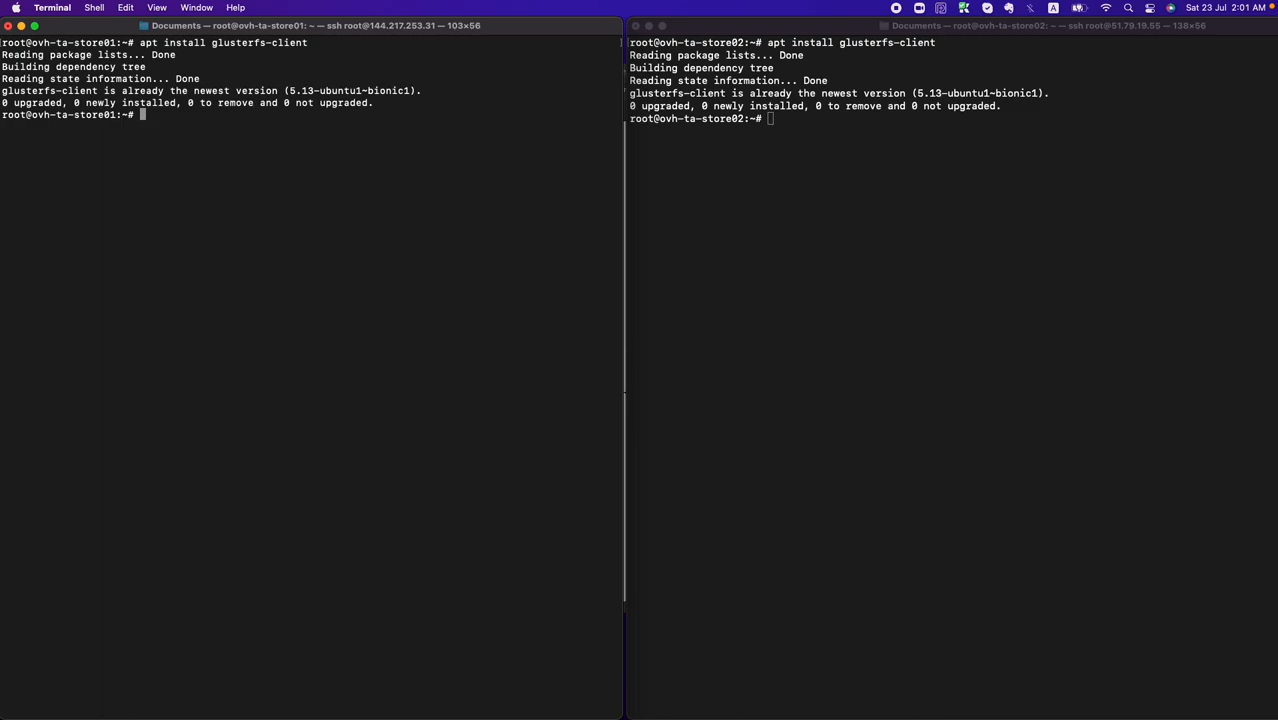 Terminal Shell Edit View Window Help A Sat 23 Jul 2:01 AM
Documents — root@ovh-ta-store01: ~ — ssh root@144.217.253.31 — 103×56
root@ovh-ta-store01:~# apt install glusterfs-client
Reading package lists... Done
Building dependency tree
Reading state information... Done
glusterfs-client is already the newest version (5.13-ubuntu1~bionic1).
0 upgraded, 0 newly installed, 0 to remove and 0 not upgraded.
root@ovh-ta-store01:~#
Documents — root@ovh-ta-store02: ~ — ssh root@51.79.19.55 — 138×56
root@ovh-ta-store02:~# apt install glusterfs-client
Reading package lists... Done
Building dependency tree
Reading state information... Done
glusterfs-client is already the newest version (5.13-ubuntu1~bionic1).
0 upgraded, 0 newly installed, 0 to remove and 0 not upgraded.
root@ovh-ta-store02:~#